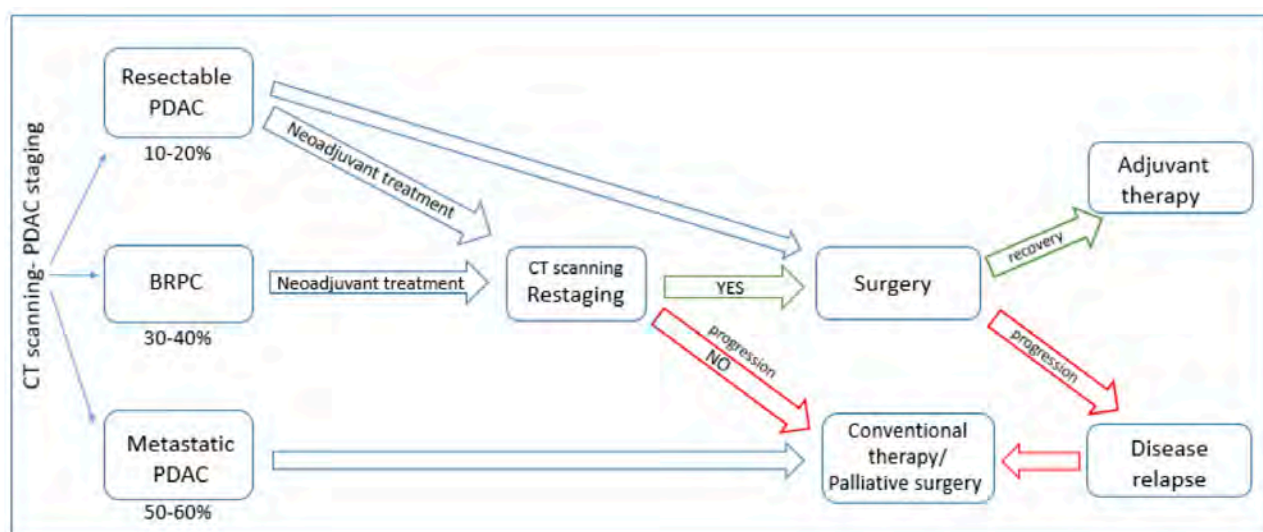 CT scanning- PDAC staging
Resectable
PDAC
10-20%
Neoadjuvant treatment
BRPC
30-40%
Neoadjuvant treatment
Metastatic
PDAC
50-60%
CT scanning
Restaging
YES
progression
NO
Surgery
recovery
progression
Adjuvant
therapy
Conventional
therapy/
Palliative surgery
Disease
relapse